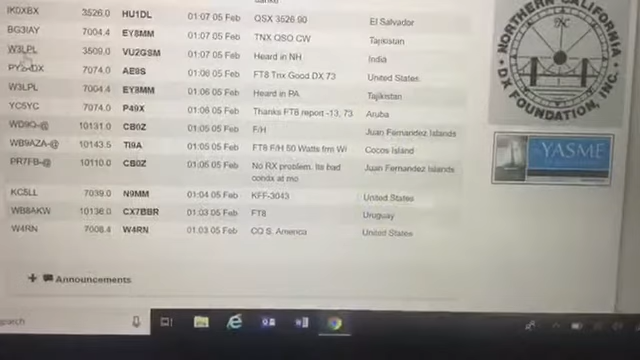 IK0XBX 3526.0 HU1DL 01:07 05 Feb QSX 3526.90 El Salvador
BG3IAY 7004.4 EY8MM 01:07 05 Feb TNX QSO CW Tajikistan
W3LPL 3509.0 VU2GSM 01:07 05 Feb Heard in NH India
7074.0 AE8S 01:06 05 Feb FT8 Tnx Good DX 73 United States
W3LPL 7004.4 EY8MM 01:06 05 Feb Heard in PA Tajikistan
YC5YC 7074.0 P49X 01:06 05 Feb Thanks FT8 report -13, 73 Aruba
WD9Q-@ 10131.0 CB0Z 01:05 05 Feb F/H Juan Fernandez Islands
WB9AZA-@ 10143.5 TI9A 01:05 05 Feb FT8 F/H 50 Watts frm WI Cocos Island
PR7FB-@ 10110.0 CB0Z 01:05 05 Feb No RX problem. Its bad condx at mo Juan Fernandez Islands
KC8LL 7039.0 N9MM 01:04 05 Feb KFF-3043 United States
WB8AKW 10136.0 CX7BBR 01:03 05 Feb FT8 Uruguay
W4RN 7008.4 W4RN 01:03 05 Feb CQ S. America United States
+ Announcements
NORTHERN CALIFORNIA
DX FOUNDATION, INC.
YASME